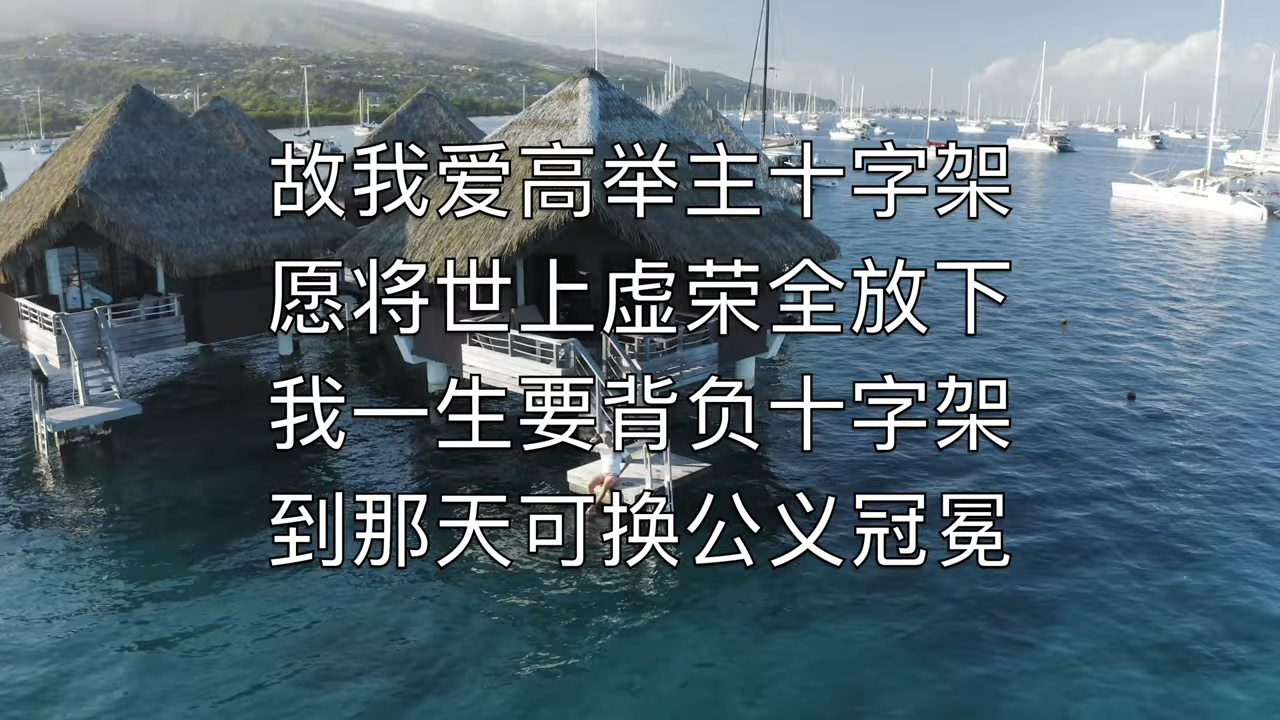 故我爱高举主十字架
愿将世上虚荣全放下
我一生要背负十字架
到那天可换公义冠冕